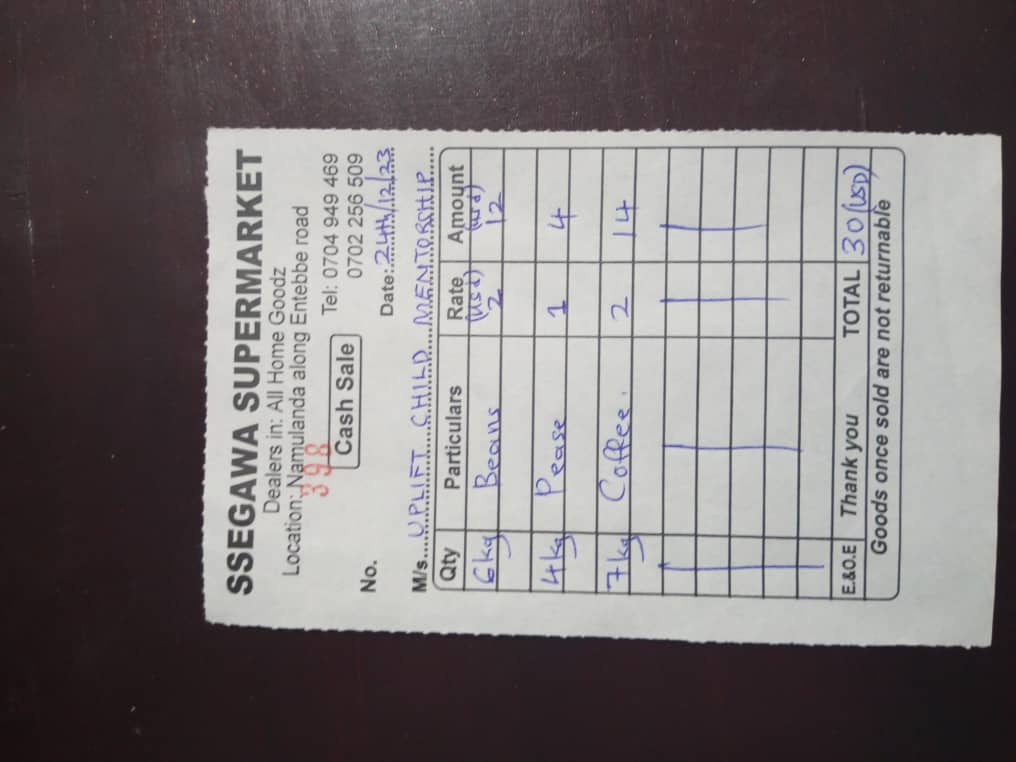 SSEGAWA SUPERMARKET
Dealers in: All Home Goodz
Location: Namulanda along Entebbe road
398
Cash Sale
Tel: 0704 949 469
0702 256 509
No.
Date: 24th/12/23
M/s. UPLIFT CHILD MENTORSHIP
Qty Particulars Rate (usd) Amount (usd)
6kg Beans 2 12
4kg Pease 1 4
7kg Coffee. 2 14
E.&O.E Thank you TOTAL 30 (USD)
Goods once sold are not returnable